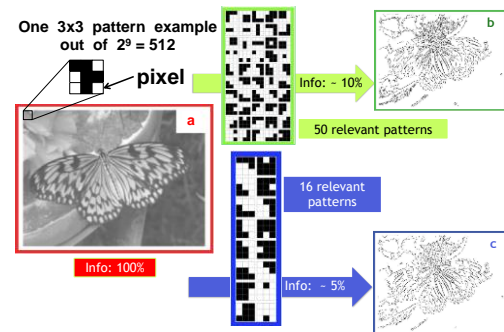 One 3x3 pattern example
out of 2⁹ = 512
pixel
a
Info: 100%
Info: ~ 10%
50 relevant patterns
b
16 relevant
patterns
Info: ~ 5%
c